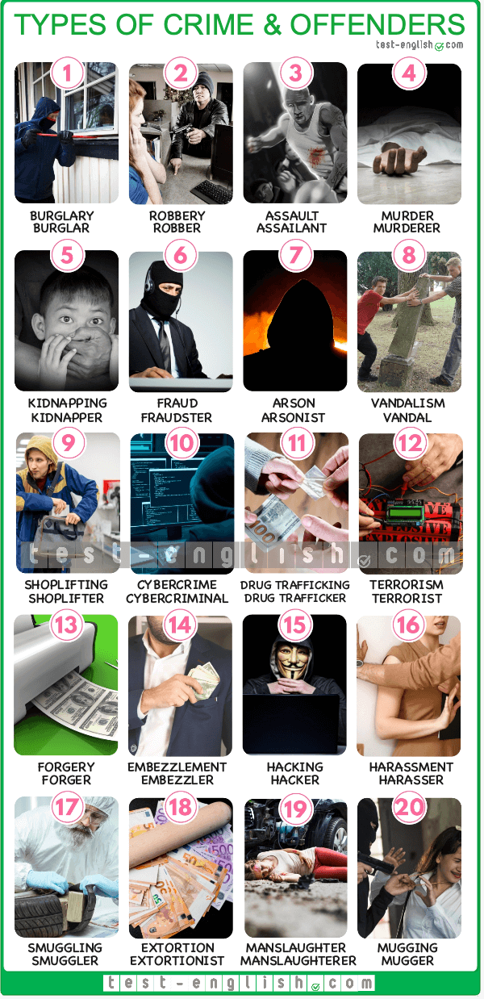 TYPES OF CRIME & OFFENDERS
test-english.com
1
2
3
4
BURGLARY
BURGLAR
ROBBERY
ROBBER
ASSAULT
ASSAILANT
MURDER
MURDERER
5
6
7
8
KIDNAPPING
KIDNAPPER
FRAUD
FRAUDSTER
ARSON
ARSONIST
VANDALISM
VANDAL
9
10
11
12
100
test-english.com
SHOPLIFTING
SHOPLIFTER
CYBERCRIME
CYBERCRIMINAL
DRUG TRAFFICKING
DRUG TRAFFICKER
TERRORISM
TERRORIST
13
14
15
16
FORGERY
FORGER
EMBEZZLEMENT
EMBEZZLER
HACKING
HACKER
HARASSMENT
HARASSER
17
18
19
20
SMUGGLING
SMUGGLER
EXTORTION
EXTORTIONIST
MANSLAUGHTER
MANSLAUGHTERER
MUGGING
MUGGER
test-english.com